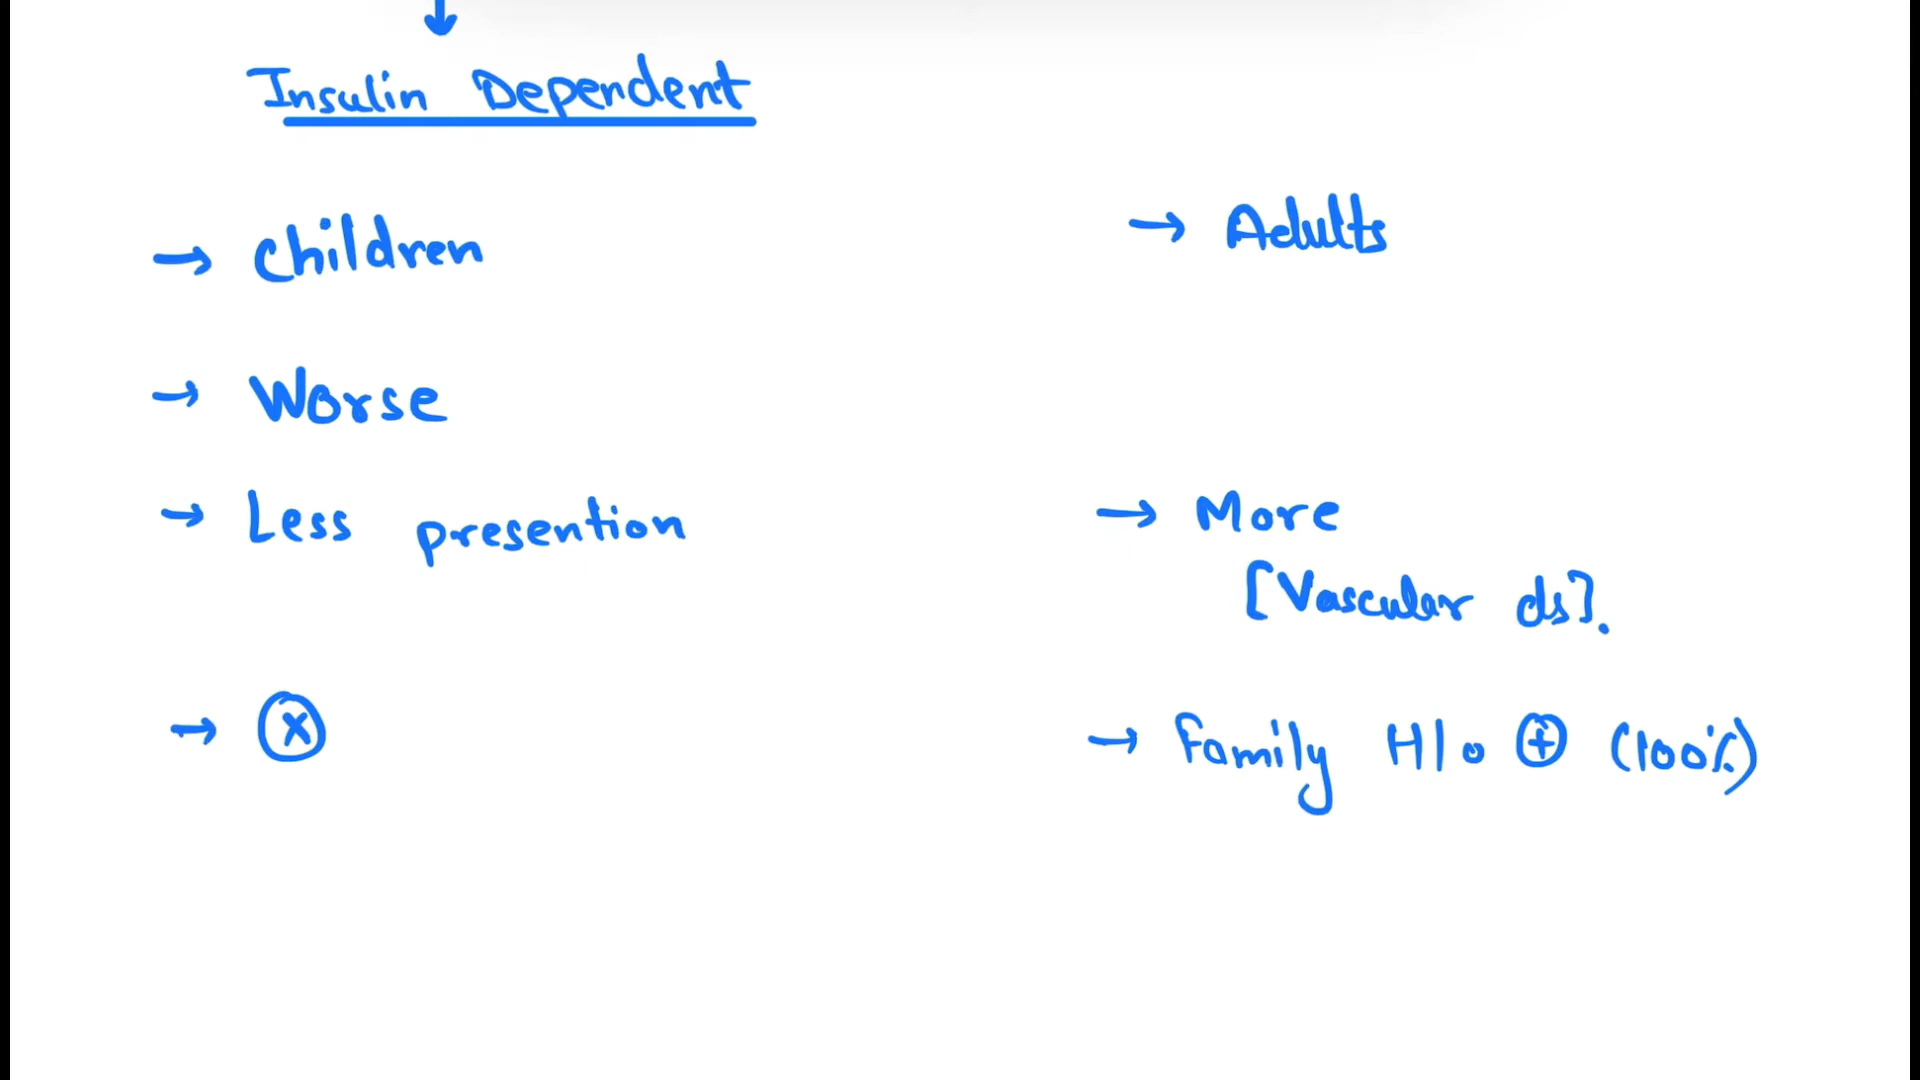 Insulin Dependent
→ children
→ Adults
→ Worse
→ Less presention
→ More
[Vascular ds].
→ ⓧ
→ family H/o ⊕ (100%)